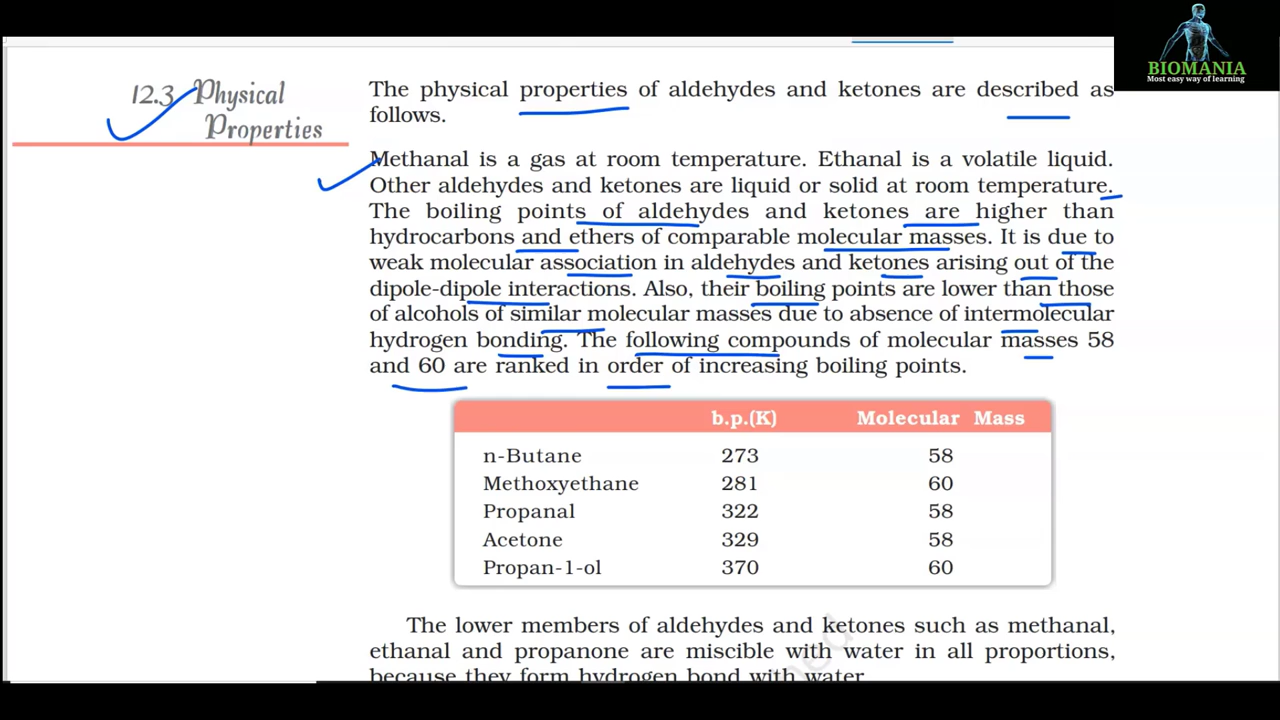 BIOMANIA
Most easy way of learning
12.3 Physical
Properties
The physical properties of aldehydes and ketones are described as
follows.
Methanal is a gas at room temperature. Ethanal is a volatile liquid.
Other aldehydes and ketones are liquid or solid at room temperature.
The boiling points of aldehydes and ketones are higher than
hydrocarbons and ethers of comparable molecular masses. It is due to
weak molecular association in aldehydes and ketones arising out of the
dipole-dipole interactions. Also, their boiling points are lower than those
of alcohols of similar molecular masses due to absence of intermolecular
hydrogen bonding. The following compounds of molecular masses 58
and 60 are ranked in order of increasing boiling points.
b.p.(K) Molecular Mass
n-Butane 273 58
Methoxyethane 281 60
Propanal 322 58
Acetone 329 58
Propan-1-ol 370 60
The lower members of aldehydes and ketones such as methanal,
ethanal and propanone are miscible with water in all proportions,
because they form hydrogen bond with water.